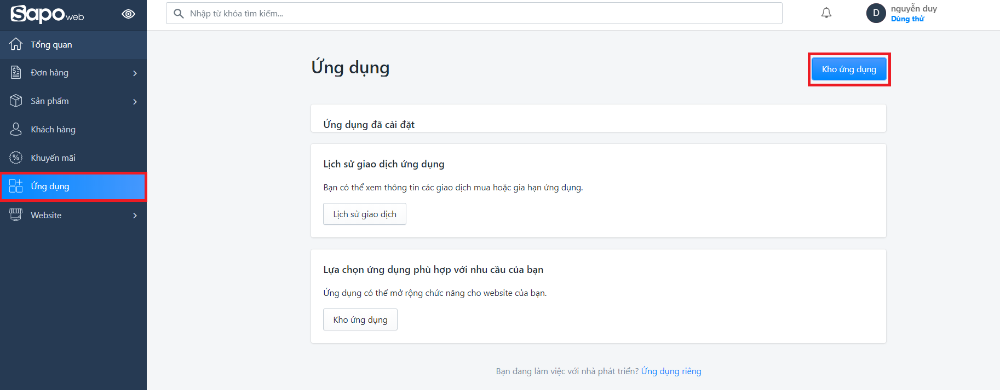 Sapo web
Nhập từ khóa tìm kiếm...
D
nguyễn duy
Dùng thử
Tổng quan
Đơn hàng
Sản phẩm
Khách hàng
Khuyến mãi
Ứng dụng
Website
Ứng dụng
Kho ứng dụng
Ứng dụng đã cài đặt
Lịch sử giao dịch ứng dụng
Bạn có thể xem thông tin các giao dịch mua hoặc gia hạn ứng dụng.
Lịch sử giao dịch
Lựa chọn ứng dụng phù hợp với nhu cầu của bạn
Ứng dụng có thể mở rộng chức năng cho website của bạn.
Kho ứng dụng
Bạn đang làm việc với nhà phát triển? Ứng dụng riêng